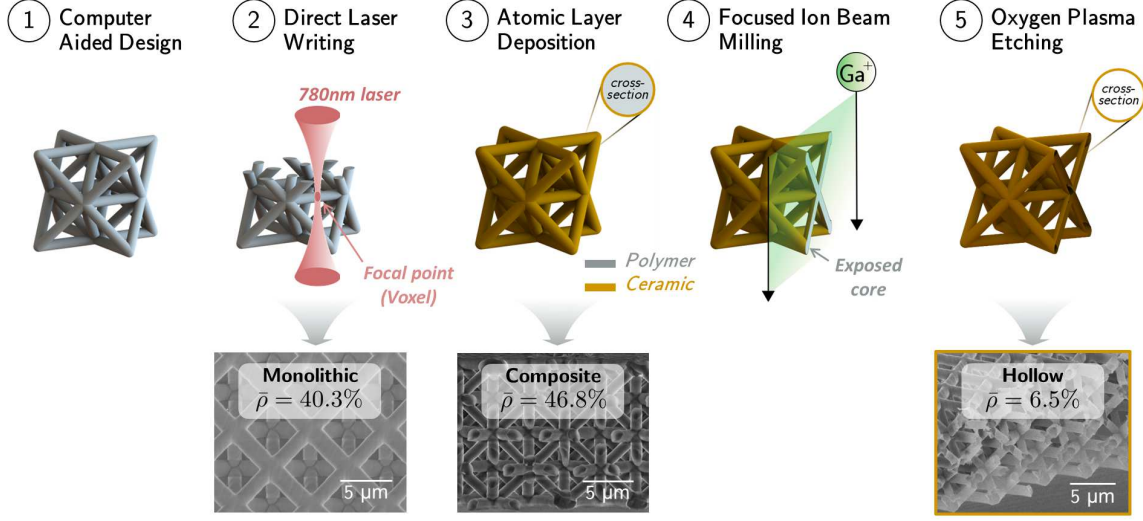 1 Computer
Aided Design
2 Direct Laser
Writing
3 Atomic Layer
Deposition
4 Focused Ion Beam
Milling
5 Oxygen Plasma
Etching
780nm laser
Focal point
(Voxel)
cross-
section
Polymer
Ceramic
Ga+
Exposed
core
cross-
section
Monolithic
ρ̄ = 40.3%
5 µm
Composite
ρ̄ = 46.8%
5 µm
Hollow
ρ̄ = 6.5%
5 µm